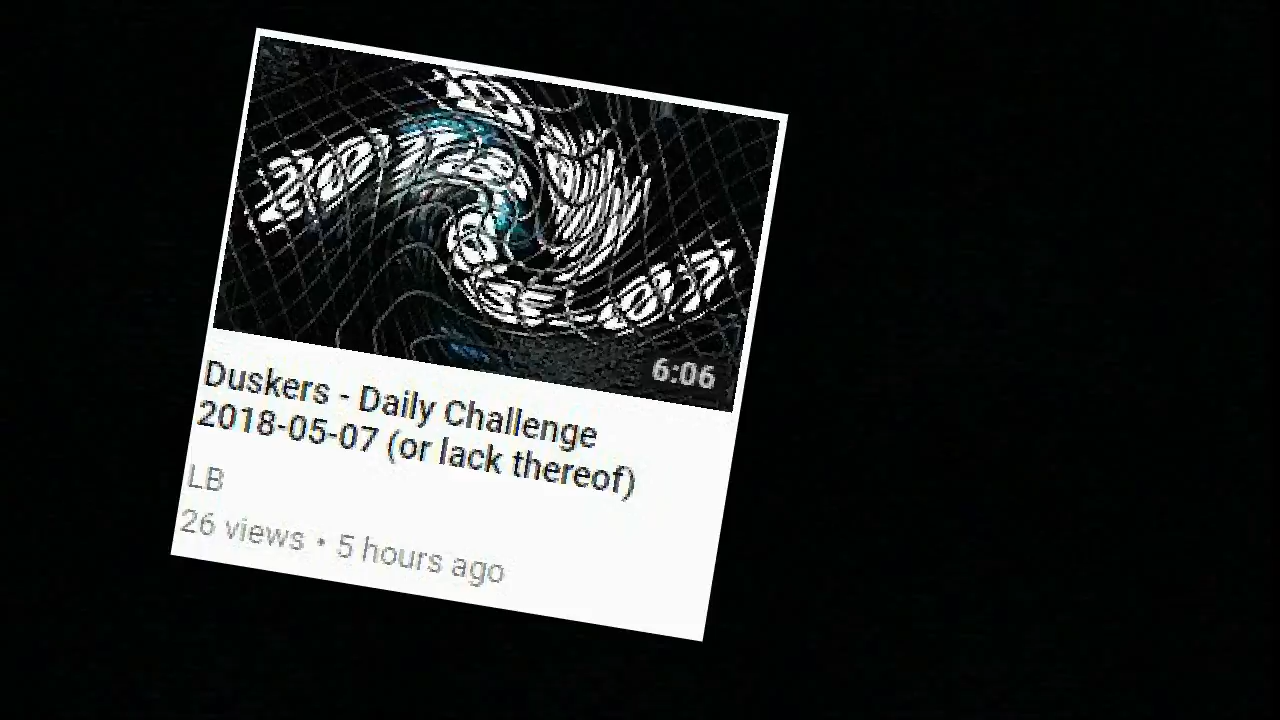 6:06
Duskers - Daily Challenge
2018-05-07 (or lack thereof)
LB
26 views • 5 hours ago